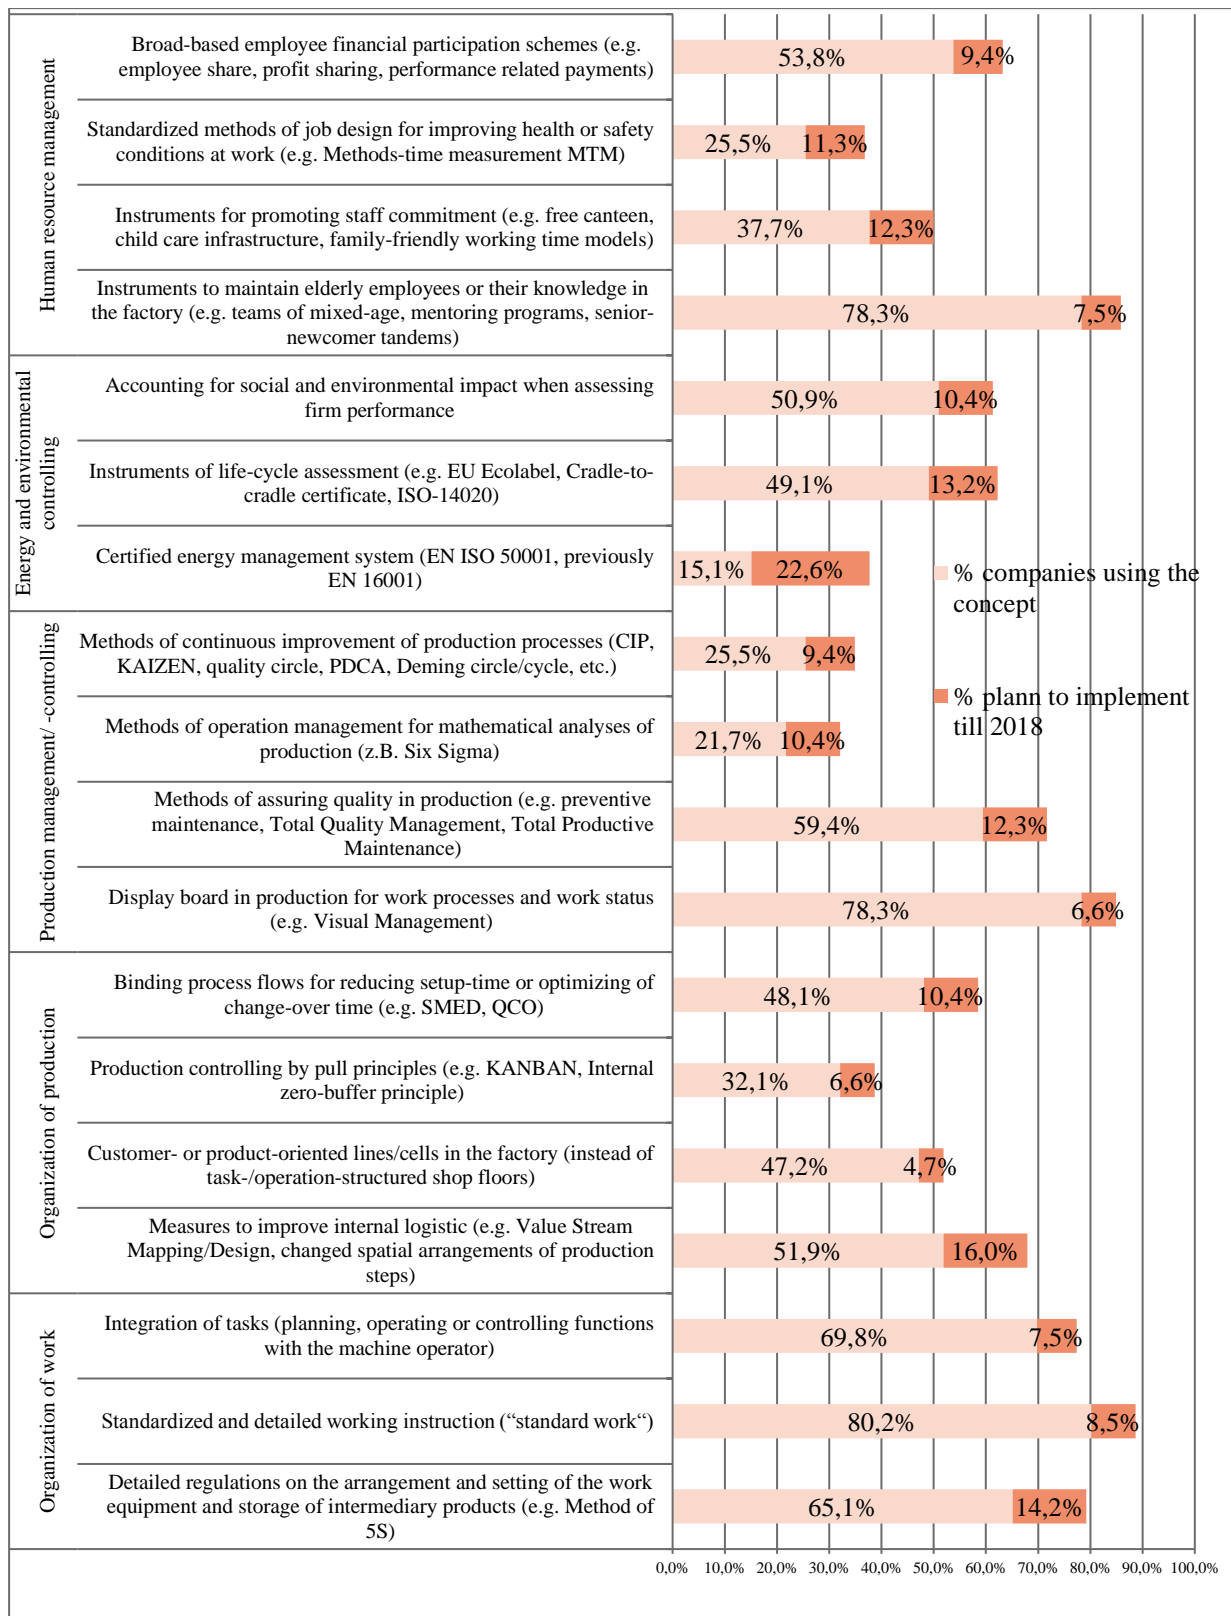 Human resource management
Broad-based employee financial participation schemes (e.g.
employee share, profit sharing, performance related payments)
53,8%
9,4%
Standardized methods of job design for improving health or safety
conditions at work (e.g. Methods-time measurement MTM)
25,5%
11,3%
Instruments for promoting staff commitment (e.g. free canteen,
child care infrastructure, family-friendly working time models)
37,7%
12,3%
Instruments to maintain elderly employees or their knowledge in
the factory (e.g. teams of mixed-age, mentoring programs, senior-
newcomer tandems)
78,3%
7,5%
Energy and environmental
controlling
Accounting for social and environmental impact when assessing
firm performance
50,9%
10,4%
Instruments of life-cycle assessment (e.g. EU Ecolabel, Cradle-to-
cradle certificate, ISO-14020)
49,1%
13,2%
Certified energy management system (EN ISO 50001, previously
EN 16001)
15,1%
22,6%
% companies using the
concept
Production management/ -controlling
Methods of continuous improvement of production processes (CIP,
KAIZEN, quality circle, PDCA, Deming circle/cycle, etc.)
25,5%
9,4%
% plann to implement
till 2018
Methods of operation management for mathematical analyses of
production (z.B. Six Sigma)
21,7%
10,4%
Methods of assuring quality in production (e.g. preventive
maintenance, Total Quality Management, Total Productive
Maintenance)
59,4%
12,3%
Display board in production for work processes and work status
(e.g. Visual Management)
78,3%
6,6%
Organization of production
Binding process flows for reducing setup-time or optimizing of
change-over time (e.g. SMED, QCO)
48,1%
10,4%
Production controlling by pull principles (e.g. KANBAN, Internal
zero-buffer principle)
32,1%
6,6%
Customer- or product-oriented lines/cells in the factory (instead of
task-/operation-structured shop floors)
47,2%
4,7%
Measures to improve internal logistic (e.g. Value Stream
Mapping/Design, changed spatial arrangements of production
steps)
51,9%
16,0%
Organization of work
Integration of tasks (planning, operating or controlling functions
with the machine operator)
69,8%
7,5%
Standardized and detailed working instruction (“standard work“)
80,2%
8,5%
Detailed regulations on the arrangement and setting of the work
equipment and storage of intermediary products (e.g. Method of
5S)
65,1%
14,2%
0,0% 10,0% 20,0% 30,0% 40,0% 50,0% 60,0% 70,0% 80,0% 90,0% 100,0%